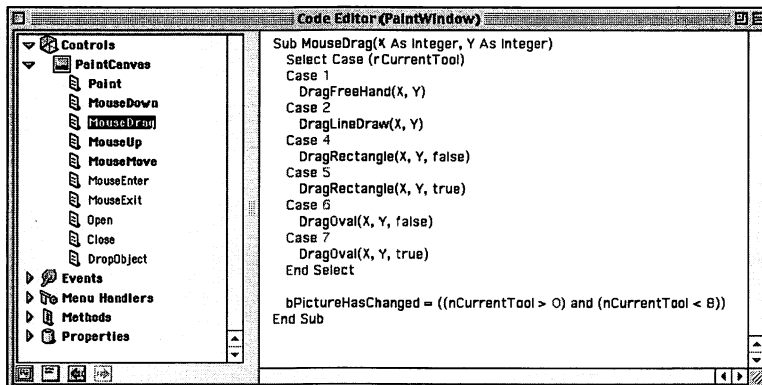 Code Editor (PaintWindow)
Controls
PaintCanvas
Paint
MouseDown
MouseDrag
MouseUp
MouseMove
MouseEnter
MouseExit
Open
Close
DropObject
Events
Menu Handlers
Methods
Properties
Sub MouseDrag(X As Integer, Y As Integer)
Select Case (rCurrentTool)
Case 1
DragFreeHand(X, Y)
Case 2
DragLineDraw(X, Y)
Case 4
DragRectangle(X, Y, false)
Case 5
DragRectangle(X, Y, true)
Case 6
DragOval(X, Y, false)
Case 7
DragOval(X, Y, true)
End Select
bPictureHasChanged = ((nCurrentTool > 0) and (nCurrentTool < 8))
End Sub